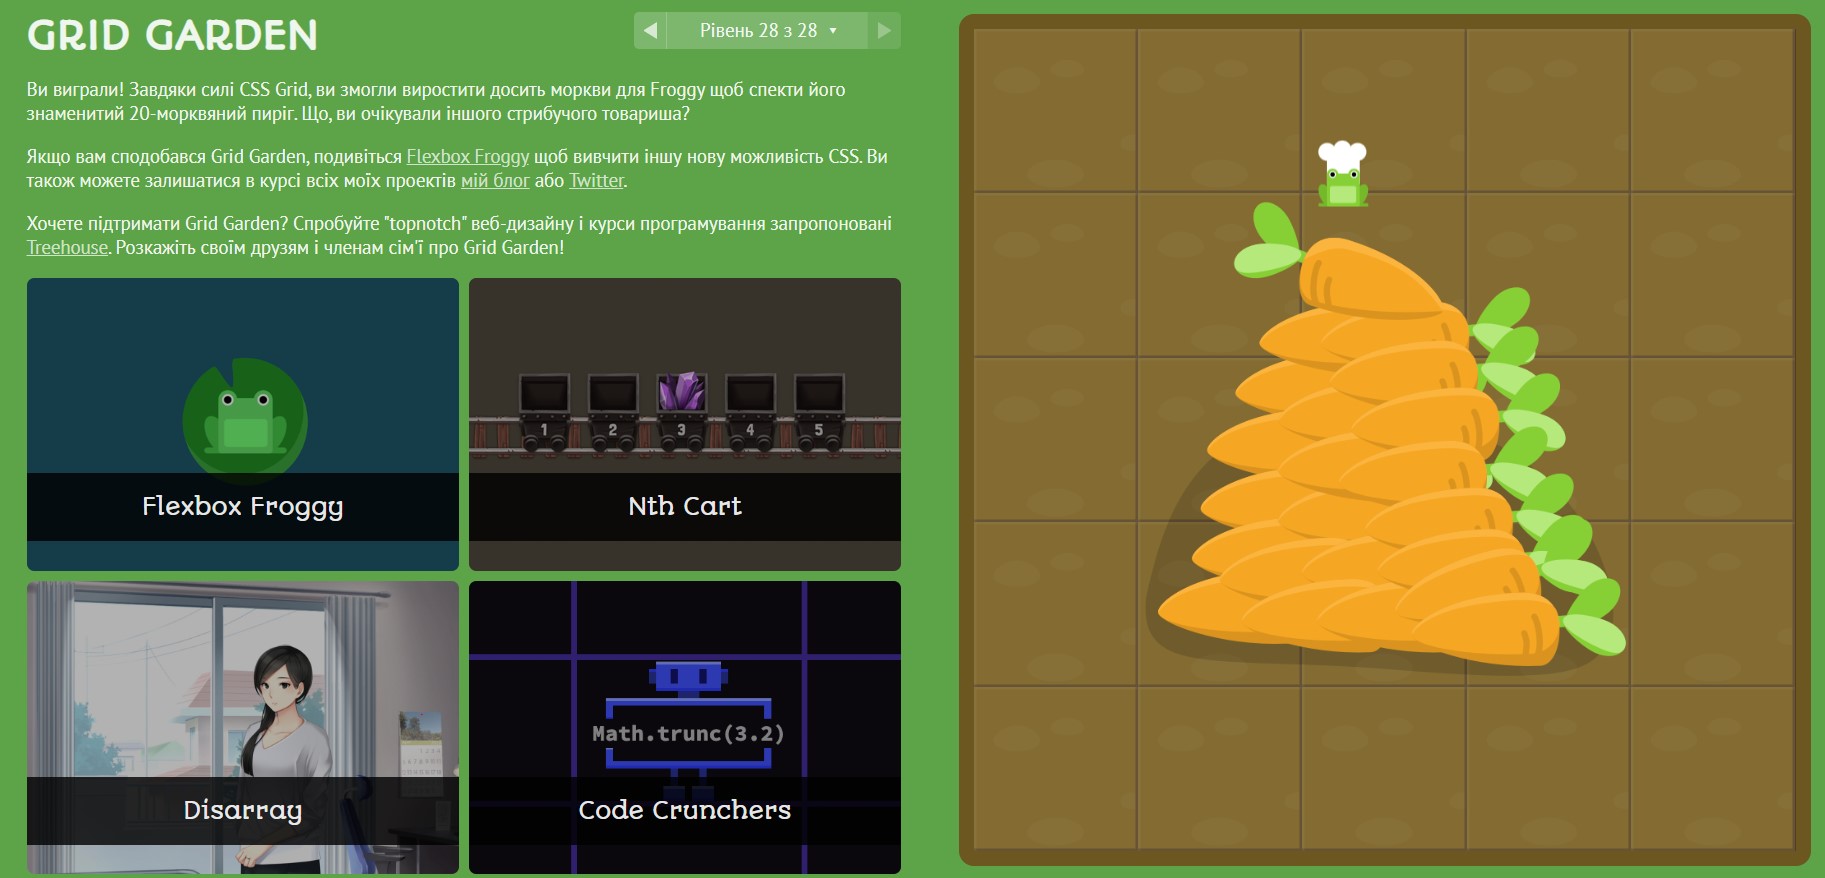 GRID GARDEN
◀ Рівень 28 з 28 ▼ ▶
Ви виграли! Завдяки силі CSS Grid, ви змогли виростити досить моркви для Froggy щоб спекти його
знаменитий 20-морквяний пиріг. Що, ви очікували іншого стрибучого товариша?
Якщо вам сподобався Grid Garden, подивіться Flexbox Froggy щоб вивчити іншу нову можливість CSS. Ви
також можете залишатися в курсі всіх моїх проектів мій блог або Twitter.
Хочете підтримати Grid Garden? Спробуйте "topnotch" веб-дизайну і курси програмування запропоновані
Treehouse. Розкажіть своїм друзям і членам сім'ї про Grid Garden!
Flexbox Froggy
1 2 3 4 5
Nth Cart
Disarray
Math.trunc(3.2)
Code Crunchers